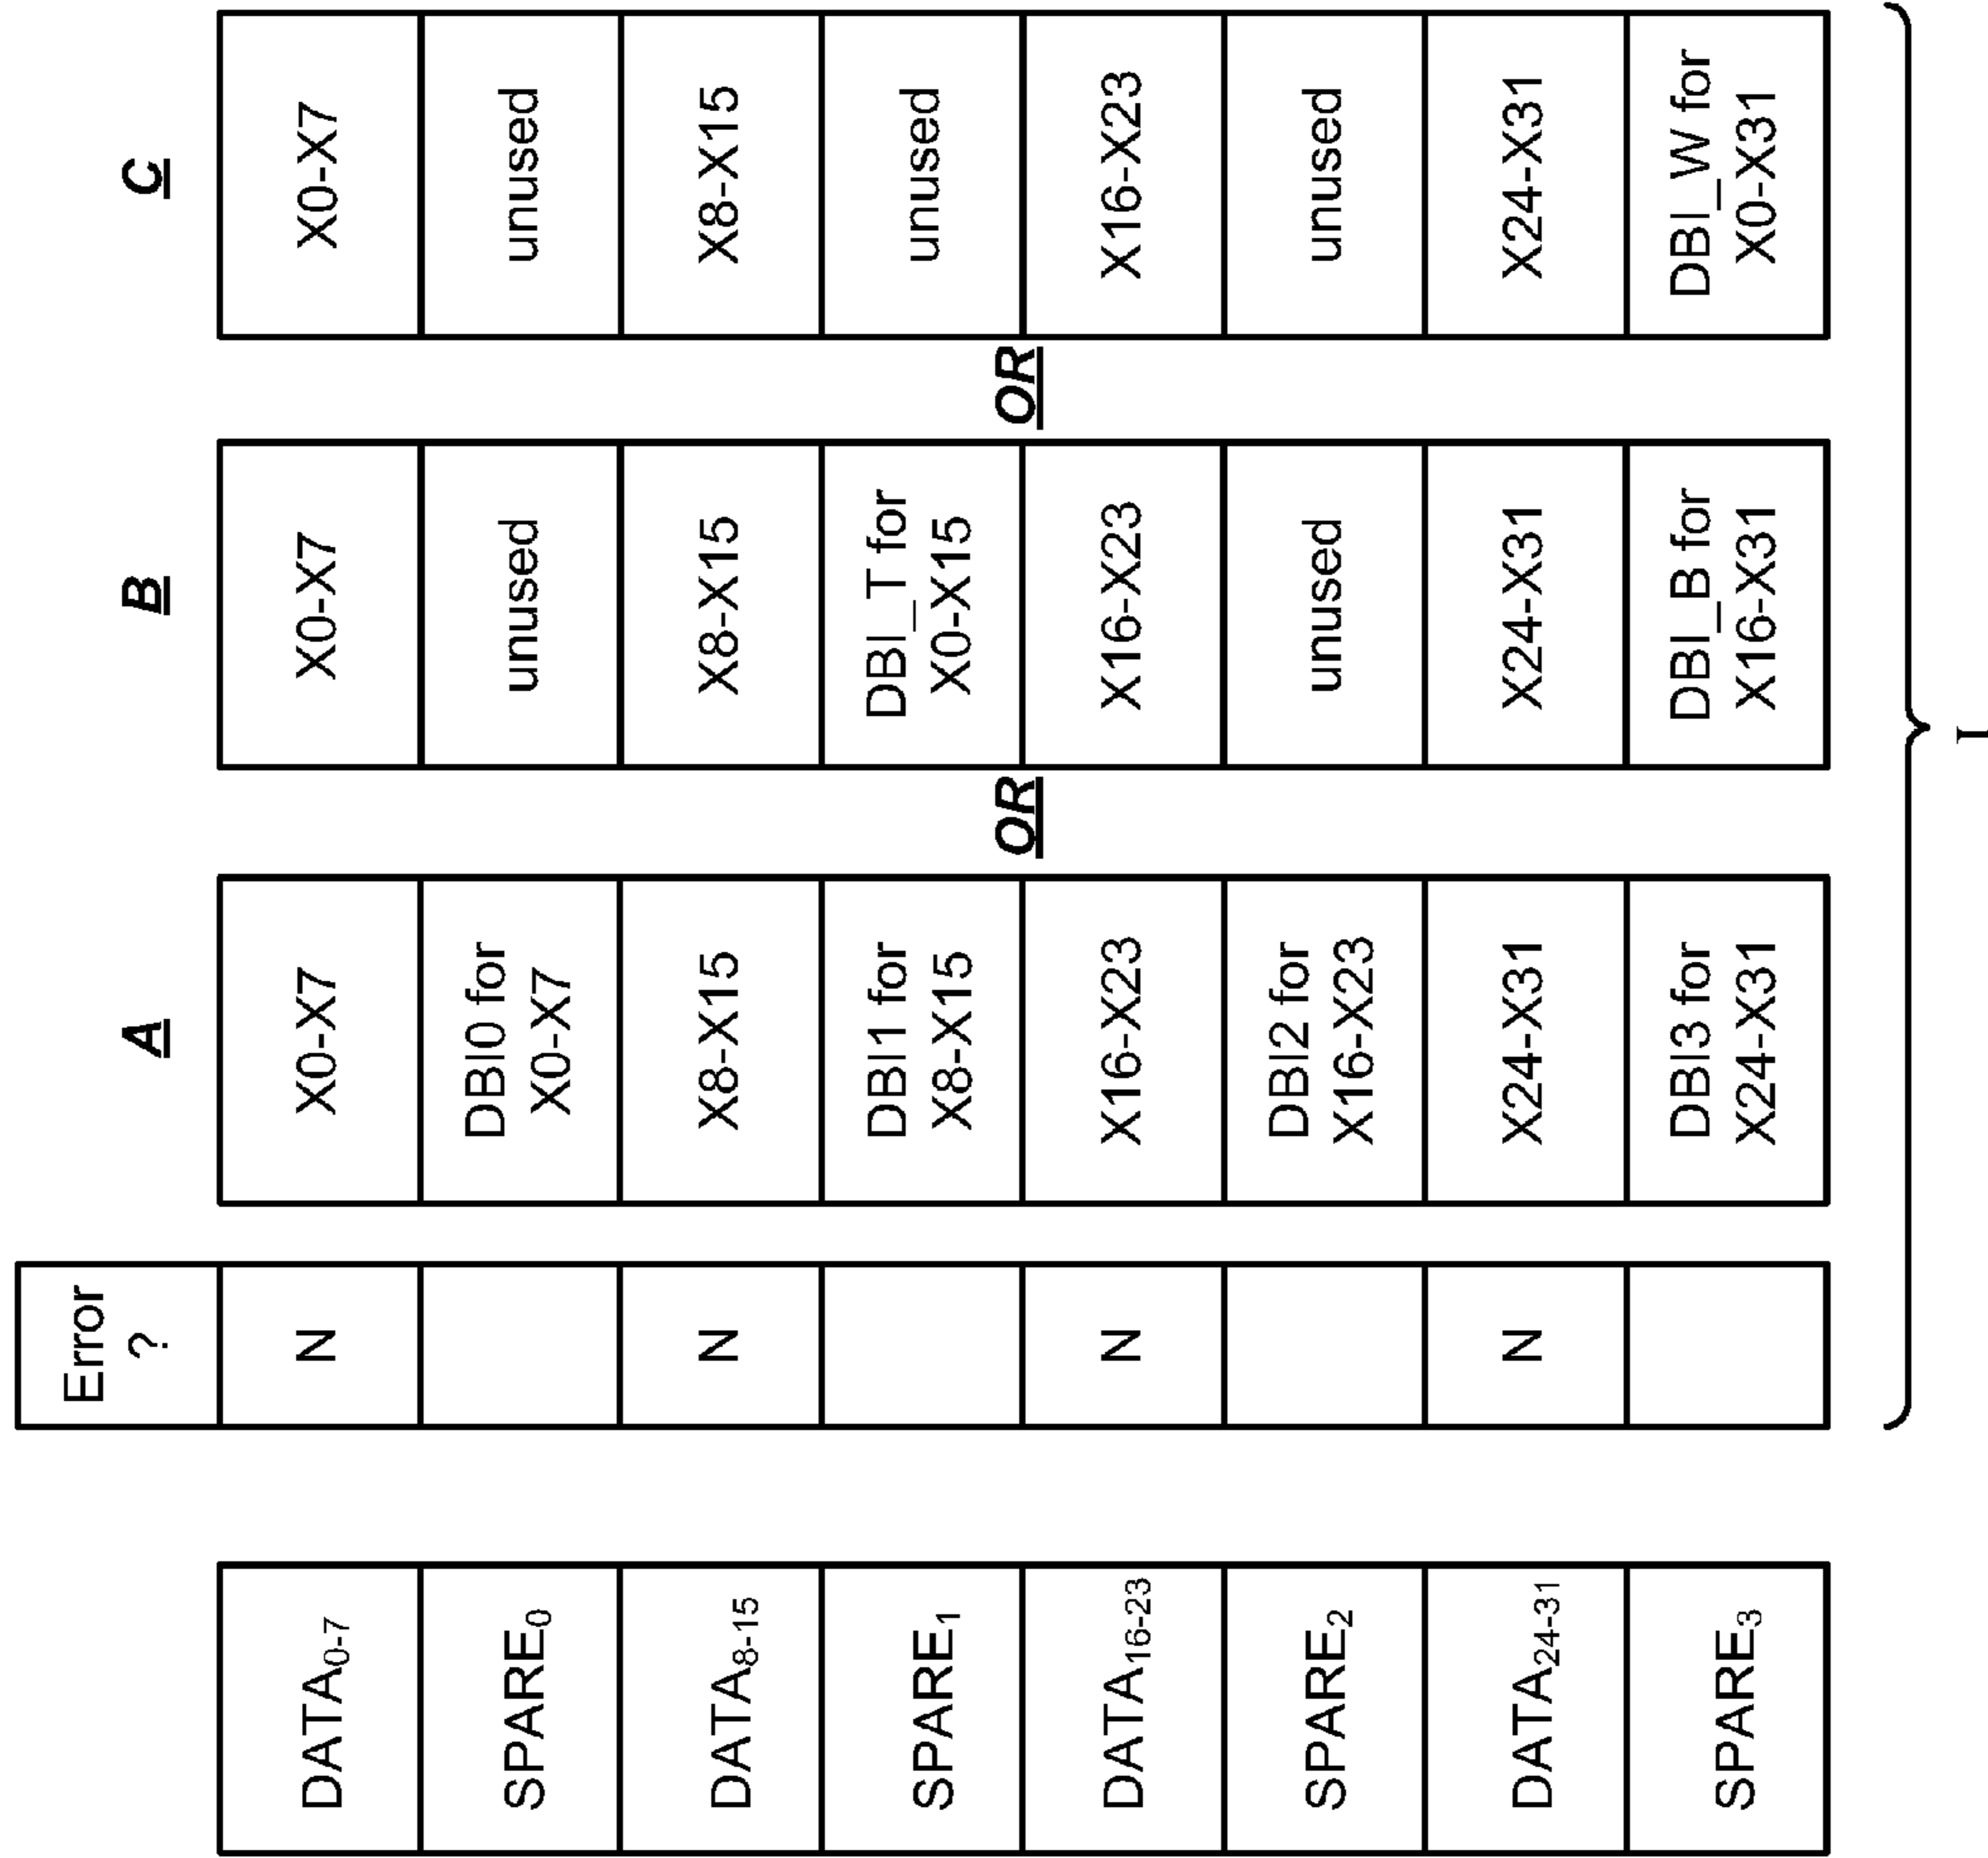 Error
?
A
B
C
DATA0-7
N
X0-X7
X0-X7
X0-X7
SPARE0
DBI0 for
X0-X7
unused
unused
DATA8-15
N
X8-X15
X8-X15
X8-X15
SPARE1
DBI1 for
X8-X15
DBI_T for
X0-X15
unused
OR
OR
DATA16-23
N
X16-X23
X16-X23
X16-X23
SPARE2
DBI2 for
X16-X23
unused
unused
DATA24-31
N
X24-X31
X24-X31
X24-X31
SPARE3
DBI3 for
X24-X31
DBI_B for
X16-X31
DBI_W for
X0-X31
I